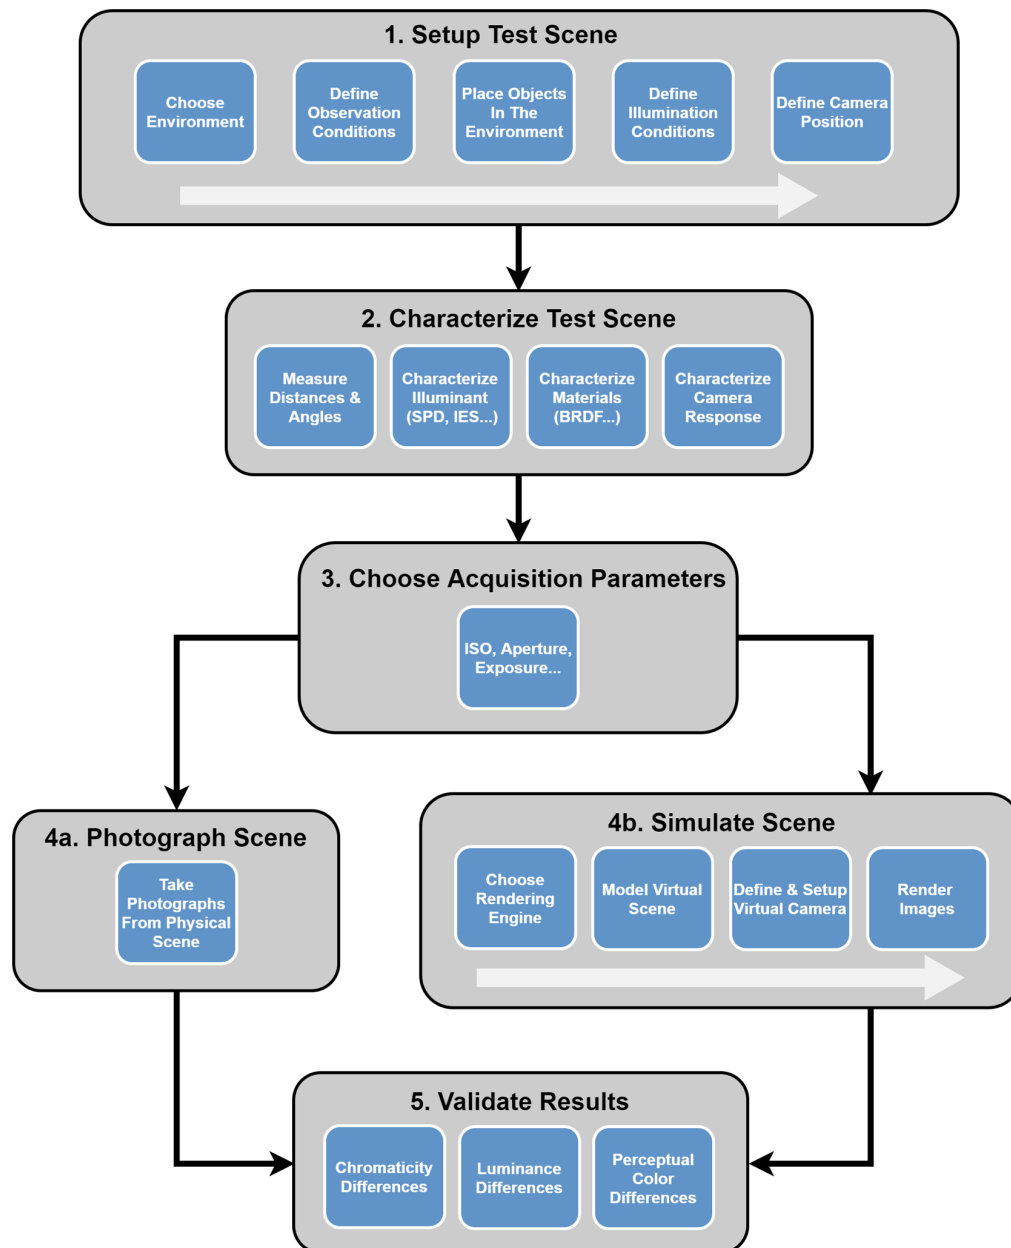 1. Setup Test Scene
Choose
Environment
Define
Observation
Conditions
Place Objects
In The
Environment
Define
Illumination
Conditions
Define Camera
Position
2. Characterize Test Scene
Measure
Distances &
Angles
Characterize
Illuminant
(SPD, IES...)
Characterize
Materials
(BRDF...)
Characterize
Camera
Response
3. Choose Acquisition Parameters
ISO, Aperture,
Exposure...
4a. Photograph Scene
Take
Photographs
From Physical
Scene
4b. Simulate Scene
Choose
Rendering
Engine
Model Virtual
Scene
Define & Setup
Virtual Camera
Render
Images
5. Validate Results
Chromaticity
Differences
Luminance
Differences
Perceptual
Color
Differences